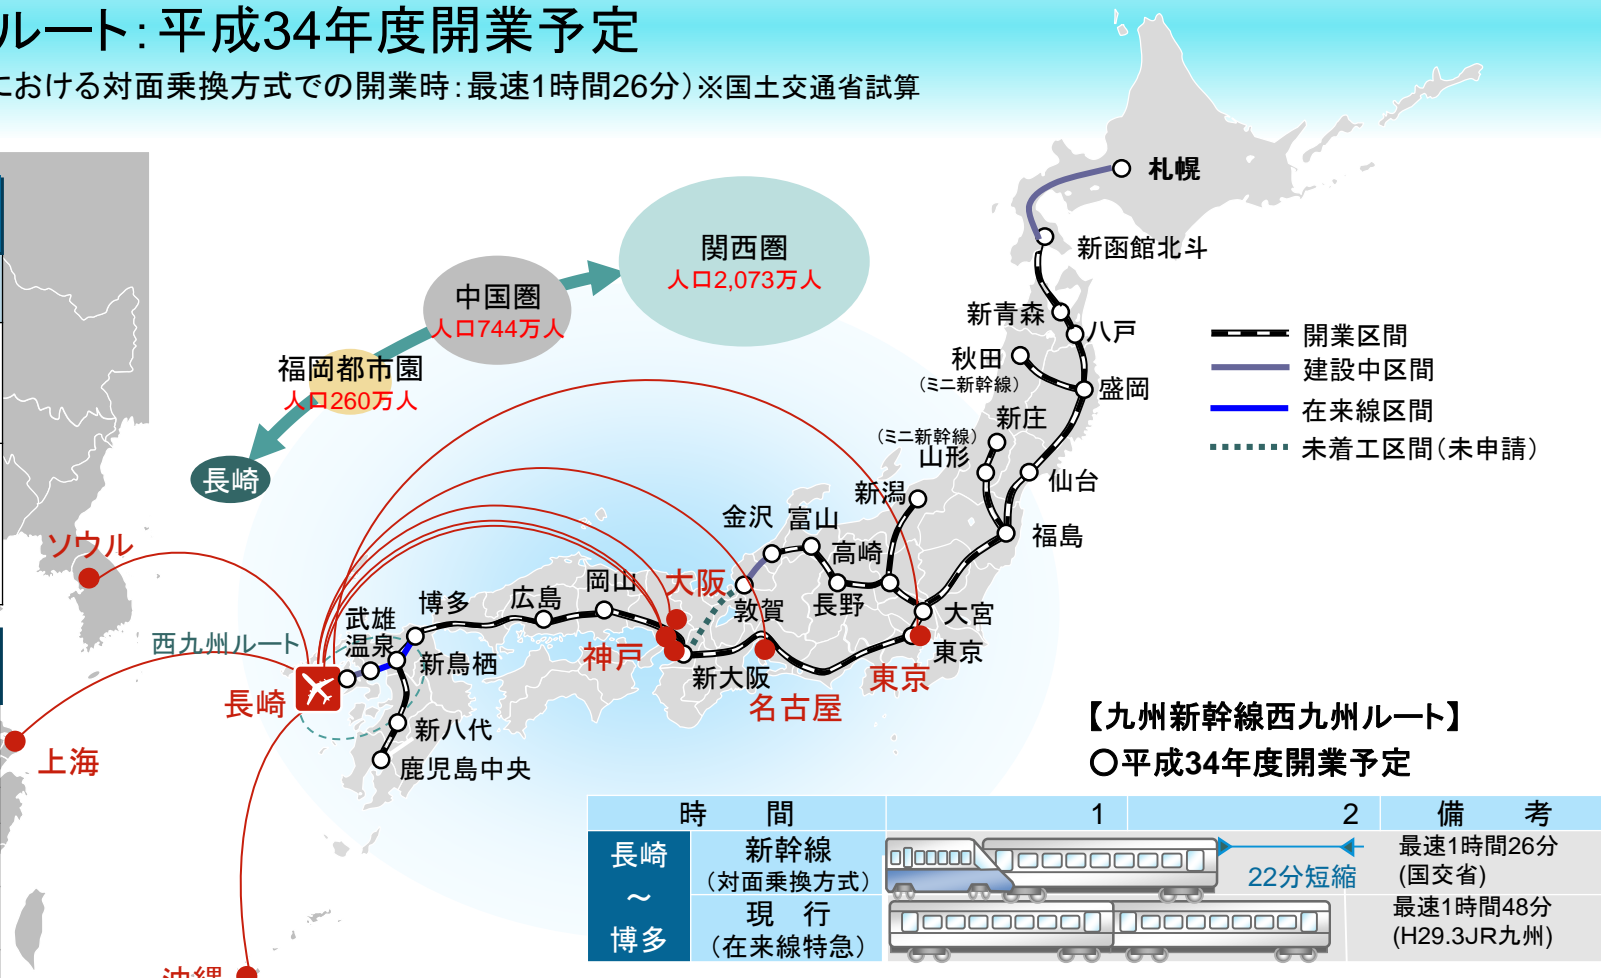 ルート：平成34年度開業予定
における対面乗換方式での開業時：最速1時間26分）※国土交通省試算
札幌
新函館北斗
関西圏
人口2,073万人
中国圏
人口744万人
福岡都市園
人口260万人
長崎
新青森
八戸
秋田
（ミニ新幹線）
盛岡
新庄
（ミニ新幹線）
山形
仙台
新潟
福島
開業区間
建設中区間
在来線区間
未着工区間（未申請）
金沢
富山
高崎
長野
敦賀
大宮
東京
東京
名古屋
新大阪
大阪
神戸
岡山
広島
博多
武雄
温泉
新鳥栖
新八代
鹿児島中央
西九州ルート
長崎
ソウル
上海
沖縄
【九州新幹線西九州ルート】
〇平成34年度開業予定
時　間 1 2 備　考
長崎
～
博多
新幹線
（対面乗換方式）
22分短縮
最速1時間26分
(国交省)
現　行
（在来線特急）
最速1時間48分
(H29.3JR九州)